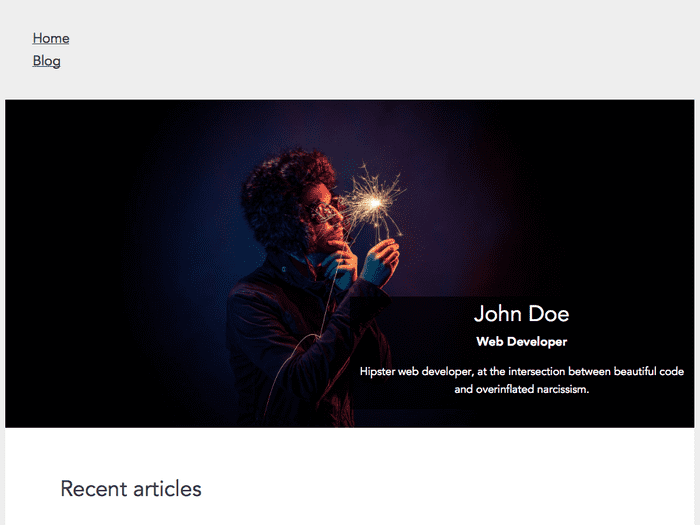 Home
Blog
John Doe
Web Developer
Hipster web developer, at the intersection between beautiful code
and overinflated narcissism.
Recent articles